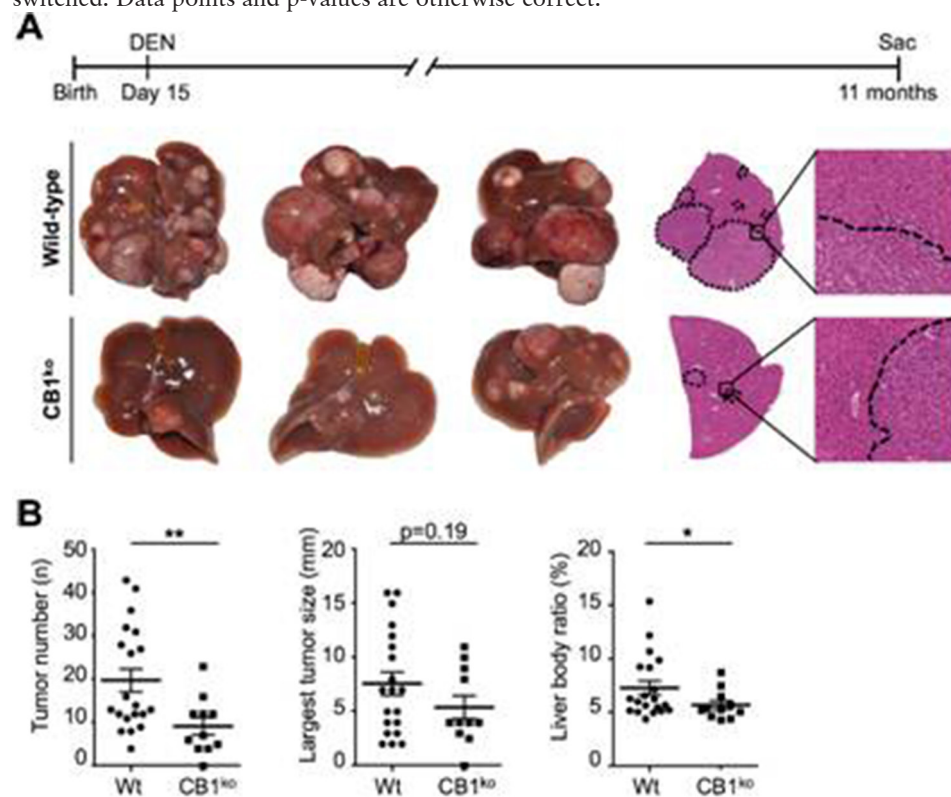 switched. Data points and p-values are otherwise correct.
A
DEN
Sac
Birth
Day 15
11 months
Wild-type
CB1ko
B
**
p=0.19
*
Tumor number (n)
50
40
30
20
10
0
Wt
CB1ko
Largest tumor size (mm)
20
15
10
5
0
Wt
CB1ko
Liver body ratio (%)
20
15
10
5
0
Wt
CB1ko